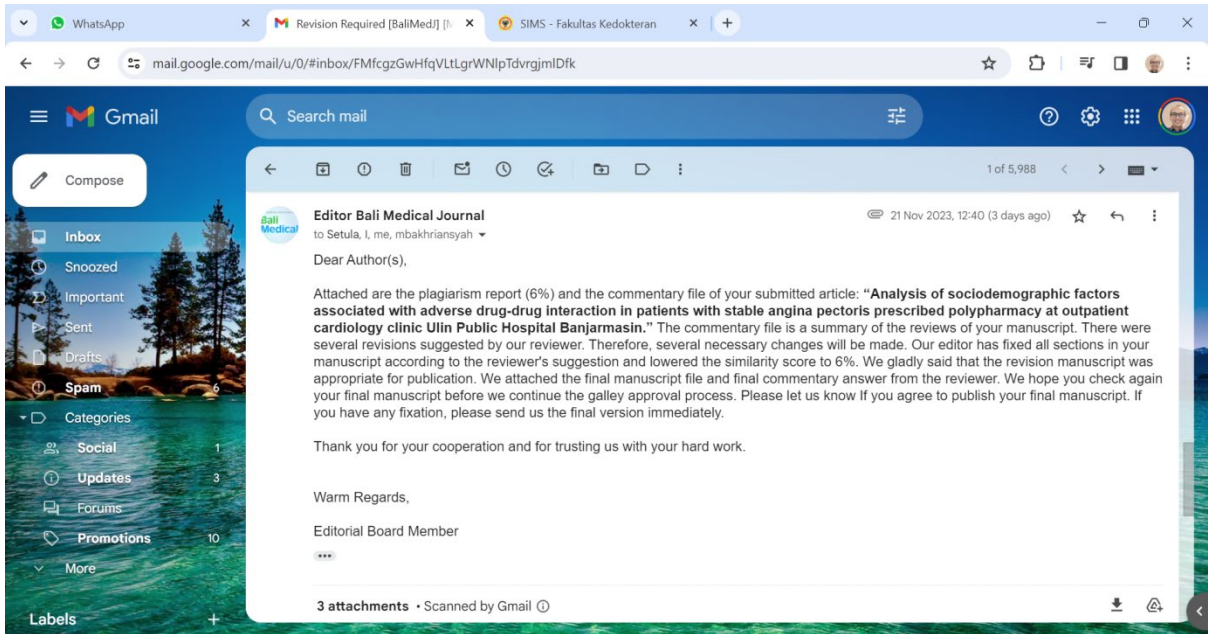 WhatsApp
Revision Required [BaliMedJ] [N
SIMS - Fakultas Kedokteran
mail.google.com/mail/u/0/#inbox/FMfcgzGwHfqVLtLgrWNlpTdvrgjmlDfk
Gmail
Search mail
Compose
1 of 5,988
Inbox
Snoozed
Important
Sent
Drafts
Spam 6
Categories
Social 1
Updates 3
Forums
Promotions 10
More
Labels +
Bali
Medical
Editor Bali Medical Journal
21 Nov 2023, 12:40 (3 days ago)
to Setula, I, me, mbakhriansyah
Dear Author(s),
Attached are the plagiarism report (6%) and the commentary file of your submitted article: “Analysis of sociodemographic factors
associated with adverse drug-drug interaction in patients with stable angina pectoris prescribed polypharmacy at outpatient
cardiology clinic Ulin Public Hospital Banjarmasin.” The commentary file is a summary of the reviews of your manuscript. There were
several revisions suggested by our reviewer. Therefore, several necessary changes will be made. Our editor has fixed all sections in your
manuscript according to the reviewer's suggestion and lowered the similarity score to 6%. We gladly said that the revision manuscript was
appropriate for publication. We attached the final manuscript file and final commentary answer from the reviewer. We hope you check again
your final manuscript before we continue the galley approval process. Please let us know If you agree to publish your final manuscript. If
you have any fixation, please send us the final version immediately.
Thank you for your cooperation and for trusting us with your hard work.
Warm Regards,
Editorial Board Member
3 attachments • Scanned by Gmail